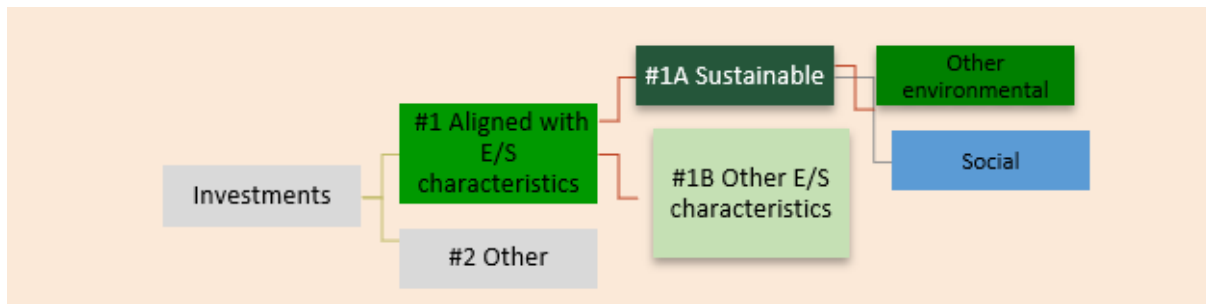 Investments
#1 Aligned with
E/S
characteristics
#2 Other
#1A Sustainable
#1B Other E/S
characteristics
Other
environmental
Social